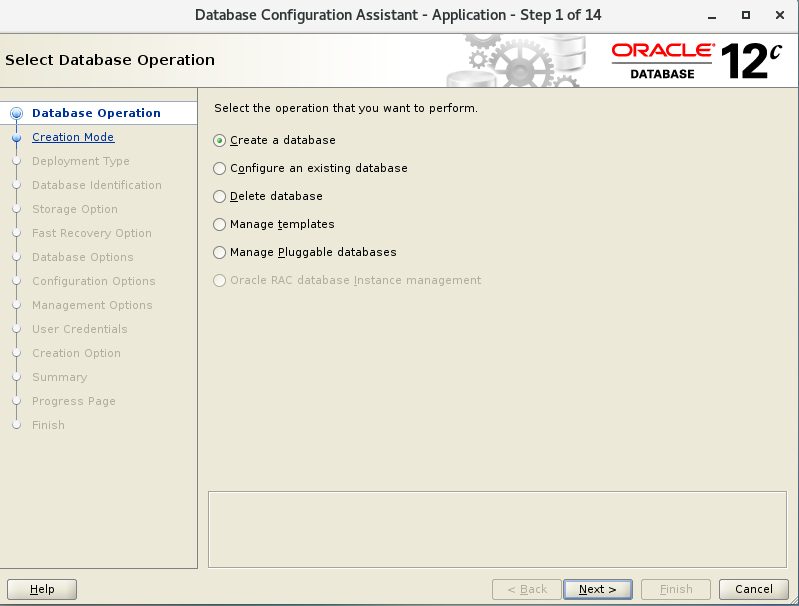 Database Configuration Assistant - Application - Step 1 of 14
Select Database Operation
ORACLE
DATABASE
12c
Database Operation
Creation Mode
Deployment Type
Database Identification
Storage Option
Fast Recovery Option
Database Options
Configuration Options
Management Options
User Credentials
Creation Option
Summary
Progress Page
Finish
Select the operation that you want to perform.
Create a database
Configure an existing database
Delete database
Manage templates
Manage Pluggable databases
Oracle RAC database Instance management
Help
< Back
Next >
Finish
Cancel